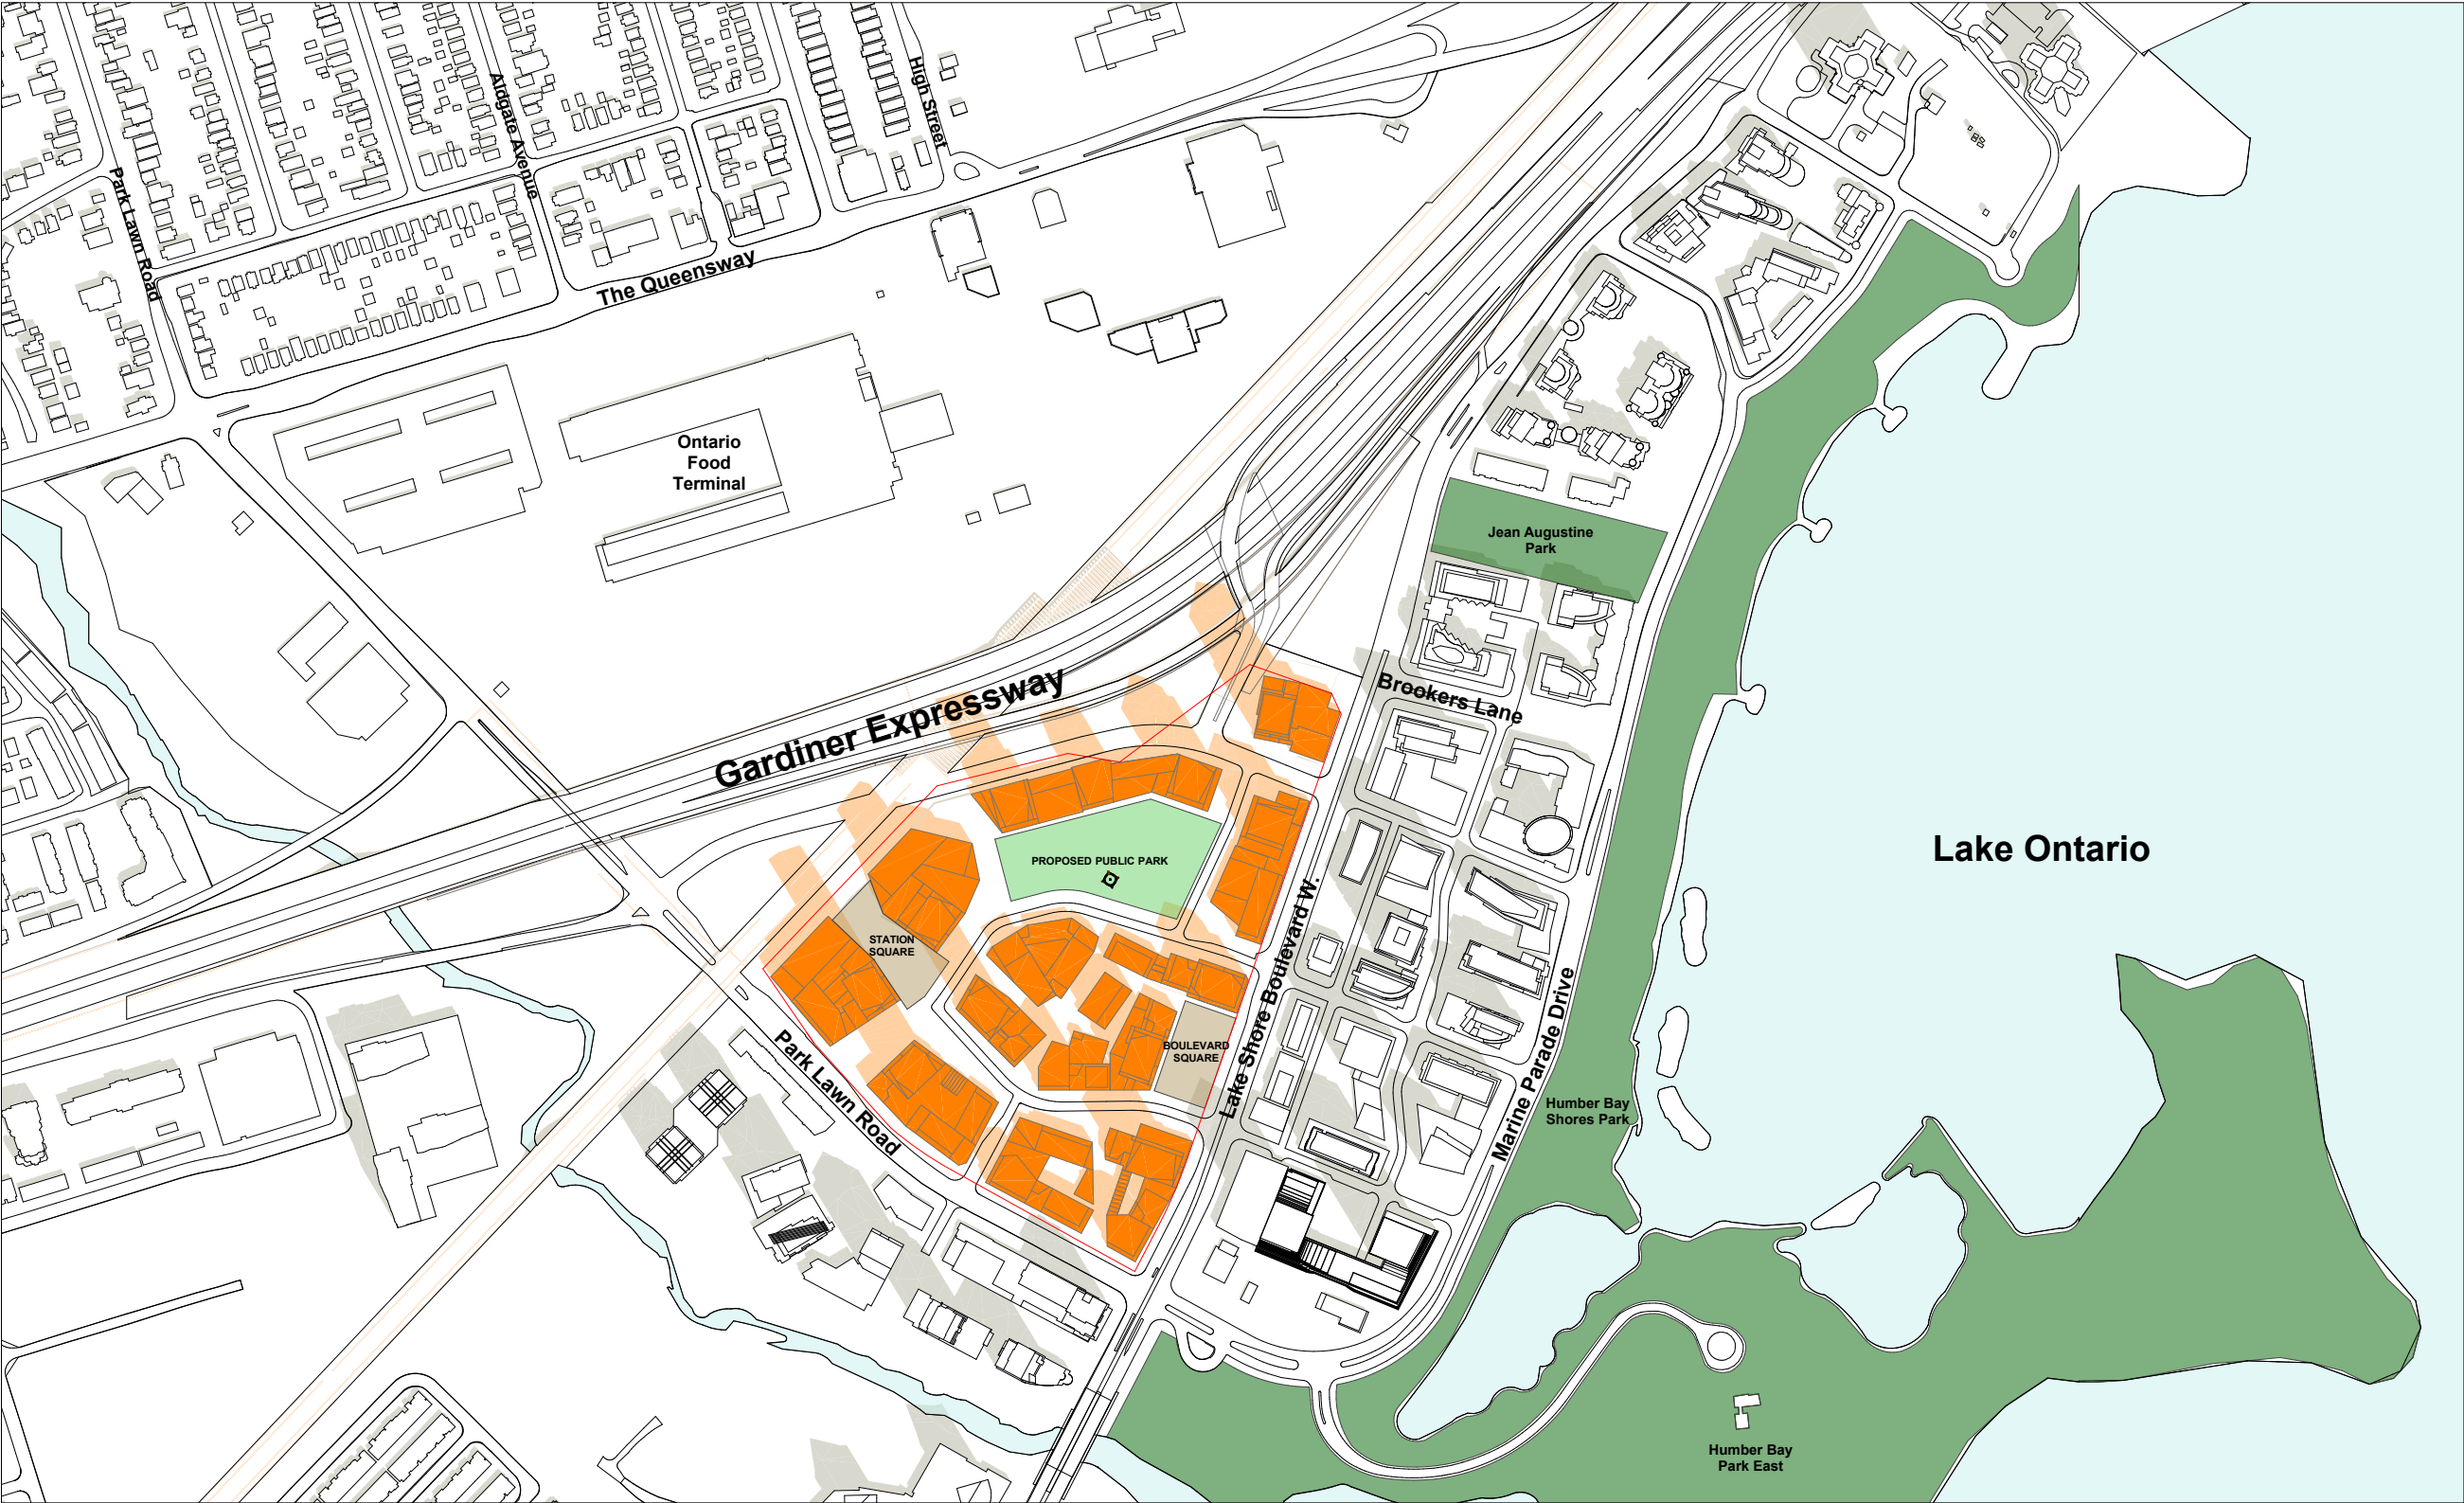 High Street
Aldgate Avenue
Park Lawn Road
The Queensway
Ontario
Food
Terminal
Jean Augustine
Park
Gardiner Expressway
Brookers Lane
Lake Ontario
PROPOSED PUBLIC PARK
STATION
SQUARE
Lake Shore Boulevard W.
BOULEVARD
SQUARE
Park Lawn Road
Marine Parade Drive
Humber Bay
Shores Park
Humber Bay
Park East